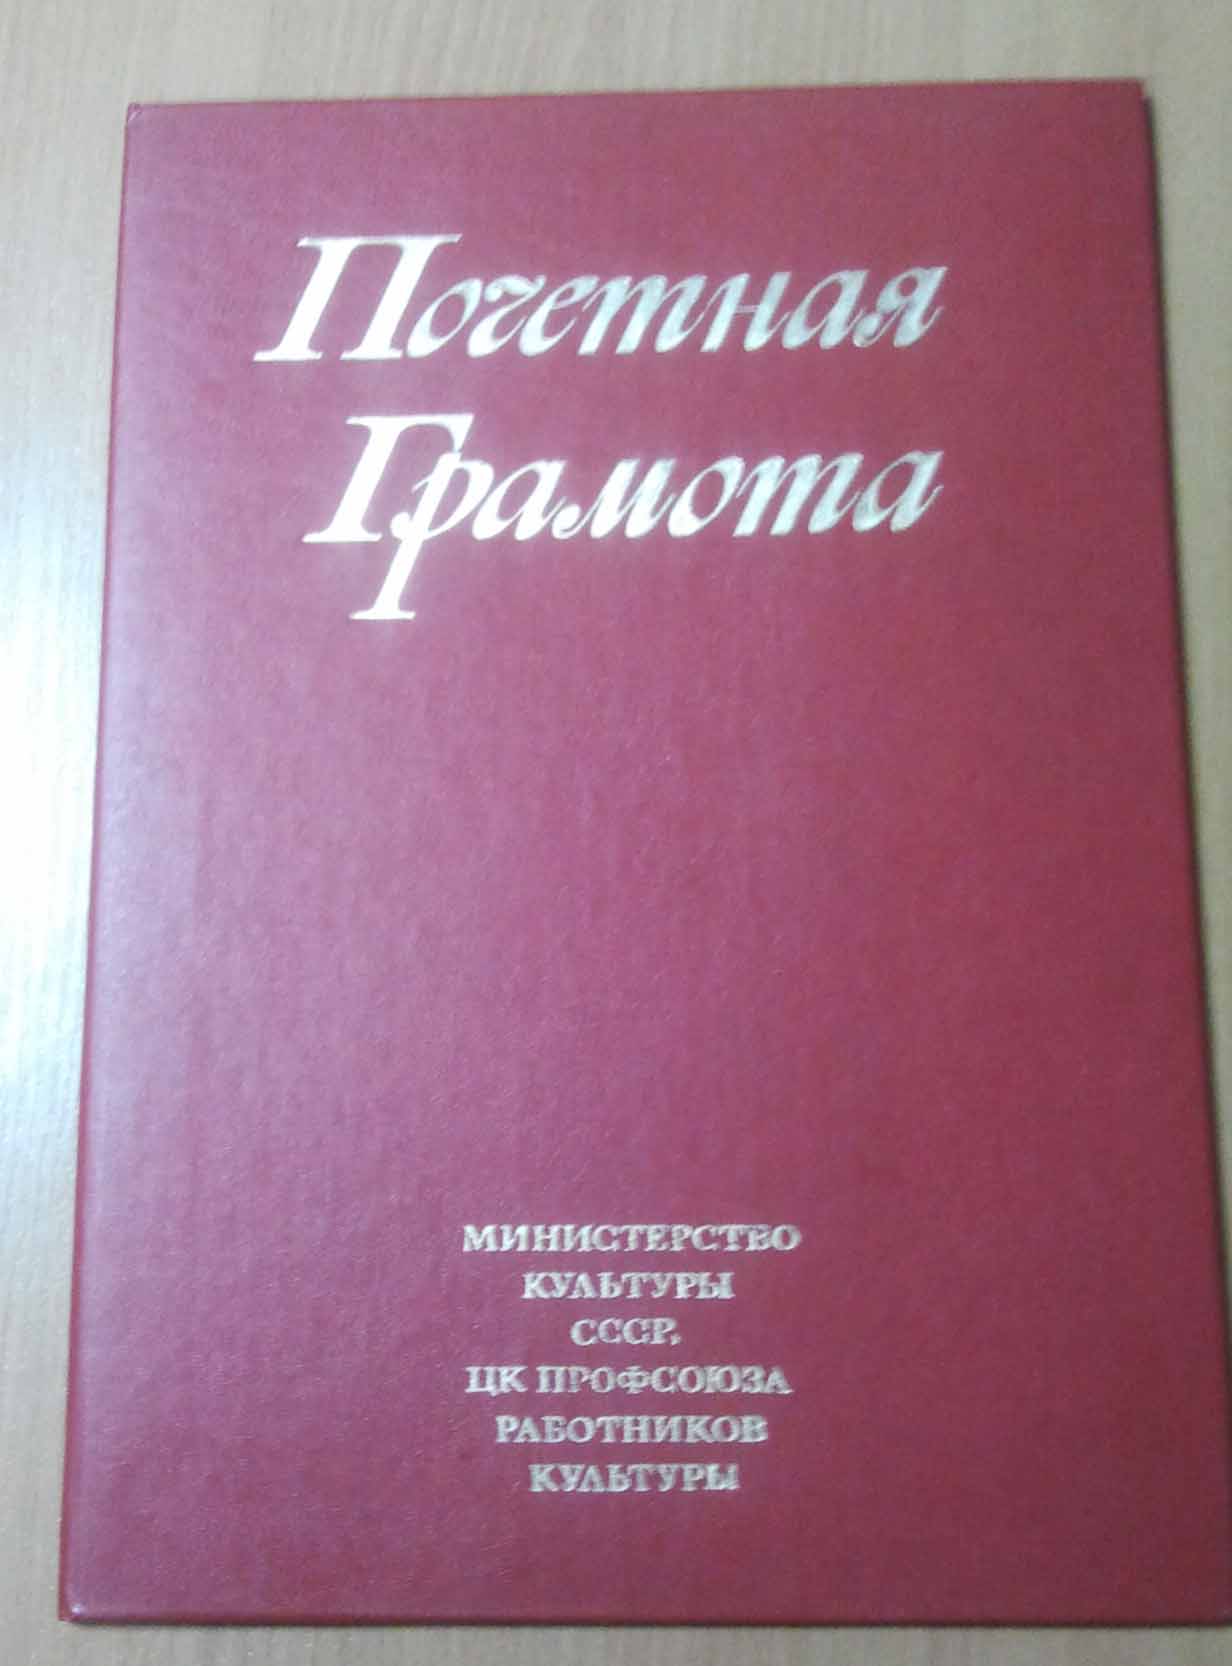 Почетная
Грамота
МИНИСТЕРСТВО
КУЛЬТУРЫ
СССР,
ЦК ПРОФСОЮЗА
РАБОТНИКОВ
КУЛЬТУРЫ